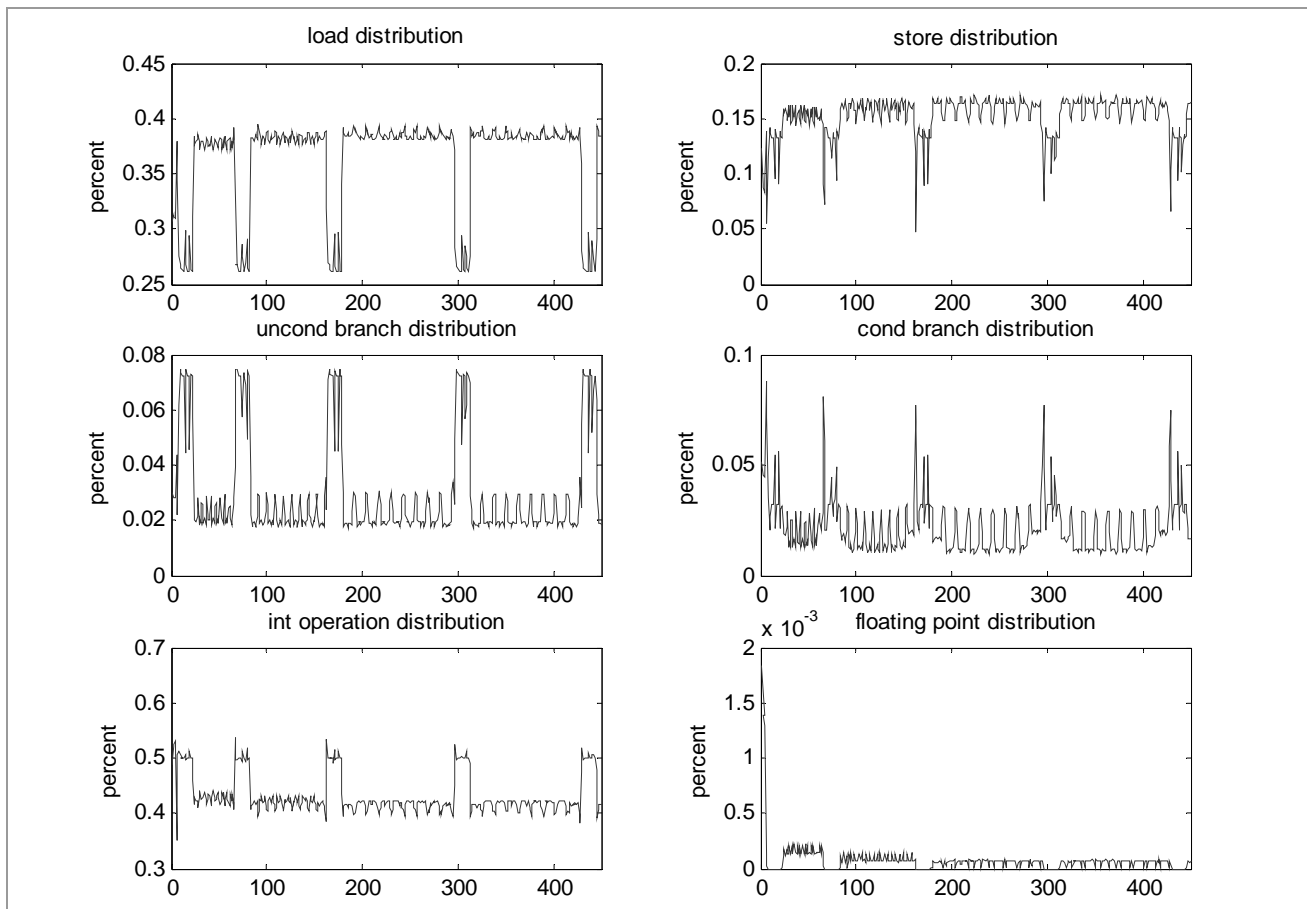 load distribution
0.45
0.4
0.35
0.3
0.25
percent
0 100 200 300 400
store distribution
0.2
0.15
0.1
0.05
0
percent
0 100 200 300 400
uncond branch distribution
0.08
0.06
0.04
0.02
0
percent
0 100 200 300 400
cond branch distribution
0.1
0.05
0
percent
0 100 200 300 400
int operation distribution
0.7
0.6
0.5
0.4
0.3
percent
0 100 200 300 400
x 10-3 floating point distribution
2
1.5
1
0.5
0
percent
0 100 200 300 400